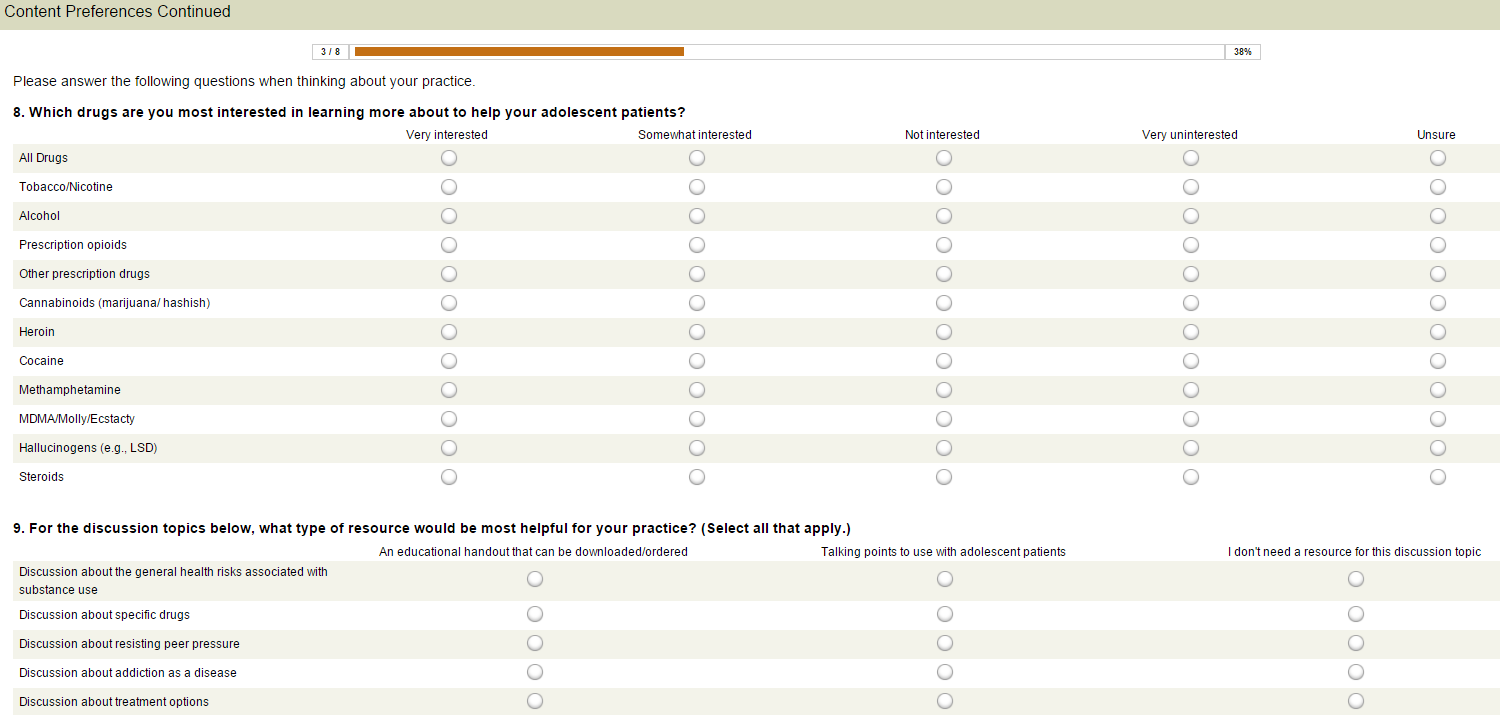 Content Preferences Continued
3 / 8
38%
Please answer the following questions when thinking about your practice.
8. Which drugs are you most interested in learning more about to help your adolescent patients?
Very interested Somewhat interested Not interested Very uninterested Unsure
All Drugs
Tobacco/Nicotine
Alcohol
Prescription opioids
Other prescription drugs
Cannabinoids (marijuana/ hashish)
Heroin
Cocaine
Methamphetamine
MDMA/Molly/Ecstacty
Hallucinogens (e.g., LSD)
Steroids
9. For the discussion topics below, what type of resource would be most helpful for your practice? (Select all that apply.)
An educational handout that can be downloaded/ordered Talking points to use with adolescent patients I don't need a resource for this discussion topic
Discussion about the general health risks associated with
substance use
Discussion about specific drugs
Discussion about resisting peer pressure
Discussion about addiction as a disease
Discussion about treatment options